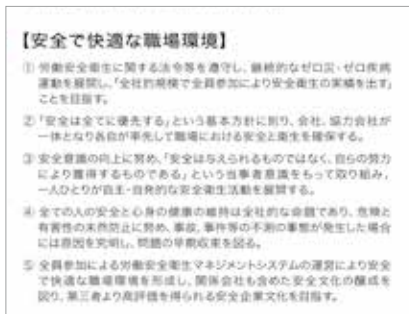 【安全で快適な職場環境】
① 労働安全衛生に関する法令等を遵守し、継続的なゼロ災・ゼロ疾病
運動を展開し、「全社的規模で全員参加により安全衛生の実績を出す」
ことを目指す。
② 「安全は全てに優先する」という基本方針に則り、会社、協力会社が
一体となり各自が率先して職場における安全と衛生を確保する。
③ 安全意識の向上に努め、「安全は与えられるものではなく、自らの努力
により獲得するものである」という当事者意識をもって取り組み、
一人ひとりが自主・自発的な安全衛生活動を展開する。
④ 全ての人の安全と心身の健康の維持は全社的な命題であり、危険と
有害性の未然防止に努め、事故、事件等の不測の事態が発生した場合
には原因を究明し、問題の早期収束を図る。
⑤ 全員参加による労働安全衛生マネジメントシステムの運営により安全
で快適な職場環境を形成し、関係会社も含めた安全文化の醸成を
図り、第三者より高評価を得られる安全企業文化を目指す。